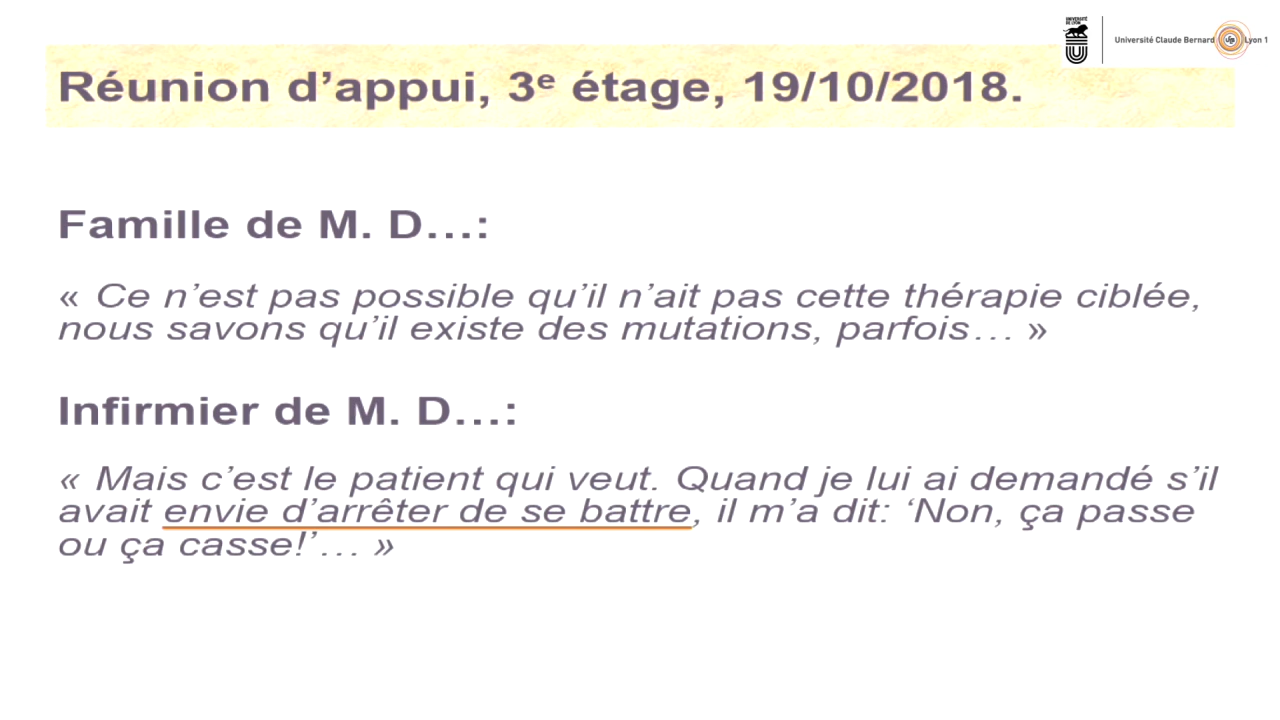 UNIVERSITÉ
DE LYON
Université Claude Bernard Lyon 1
Réunion d’appui, 3e étage, 19/10/2018.
Famille de M. D…:
« Ce n’est pas possible qu’il n’ait pas cette thérapie ciblée,
nous savons qu’il existe des mutations, parfois… »
Infirmier de M. D…:
« Mais c’est le patient qui veut. Quand je lui ai demandé s’il
avait envie d’arrêter de se battre, il m’a dit: ‘Non, ça passe
ou ça casse!’… »